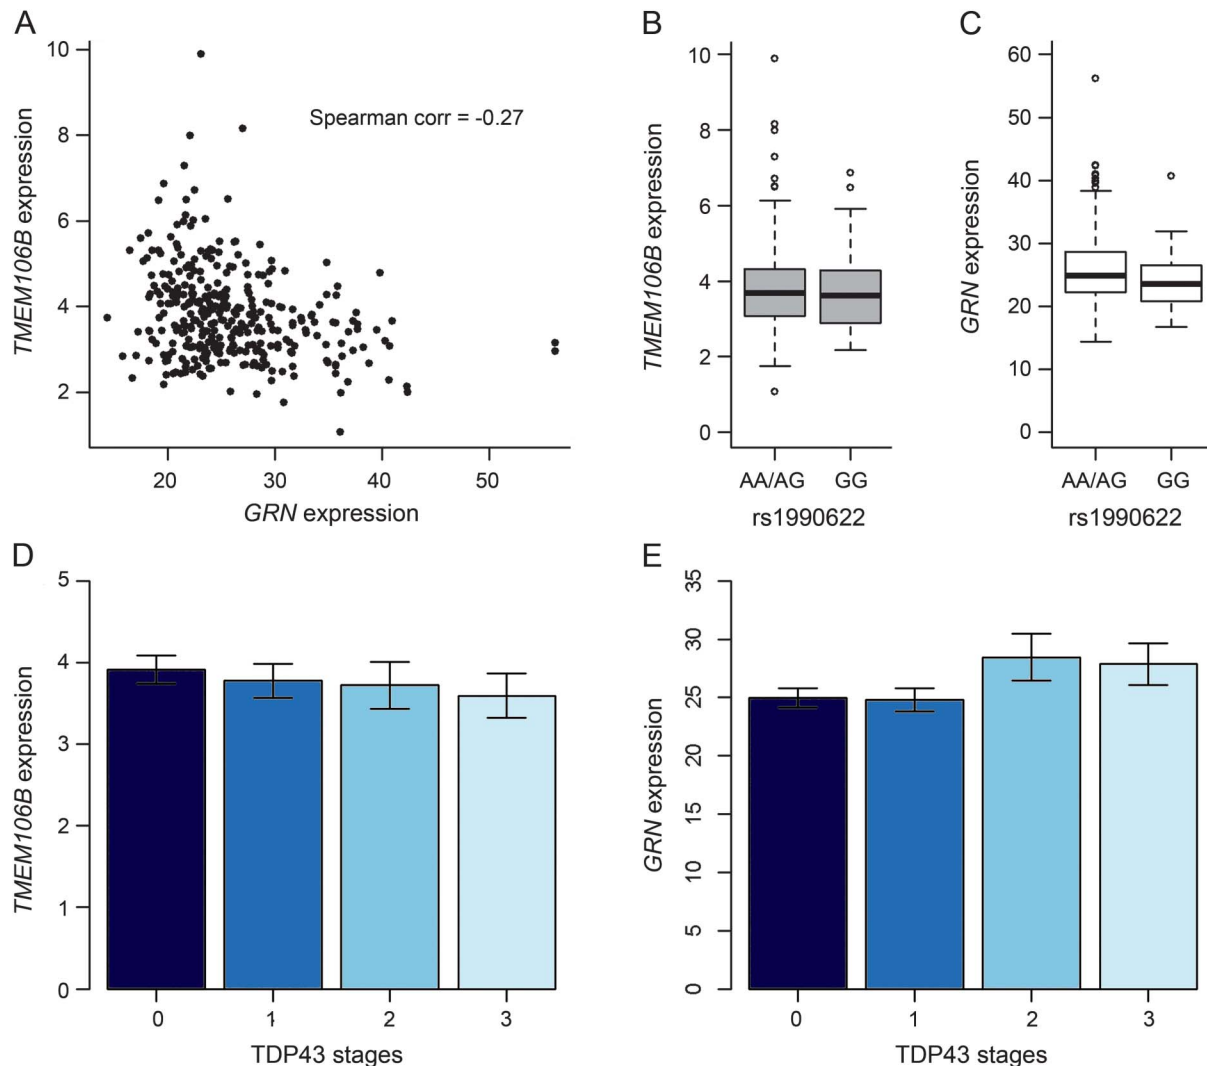 A
TMEM106B expression
10
8
6
4
2
Spearman corr = -0.27
20 30 40 50
GRN expression
B
TMEM106B expression
10
8
6
4
2
0
AA/AG GG
rs1990622
C
GRN expression
60
50
40
30
20
10
0
AA/AG GG
rs1990622
D
TMEM106B expression
5
4
3
2
1
0
0 1 2 3
TDP43 stages
E
GRN expression
35
30
25
20
15
10
5
0
0 1 2 3
TDP43 stages